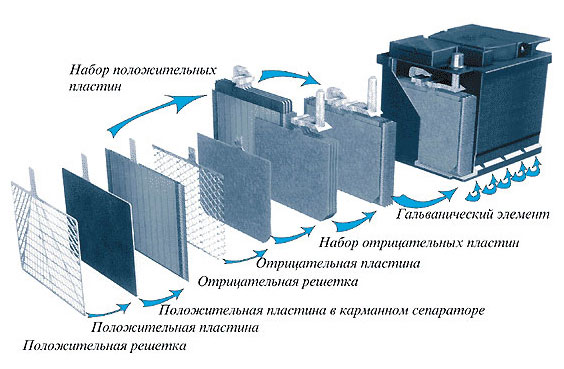 Набор положительных
пластин
Гальванический элемент
Набор отрицательных пластин
Отрицательная пластина
Отрицательная решетка
Положительная пластина в карманном сепараторе
Положительная пластина
Положительная решетка